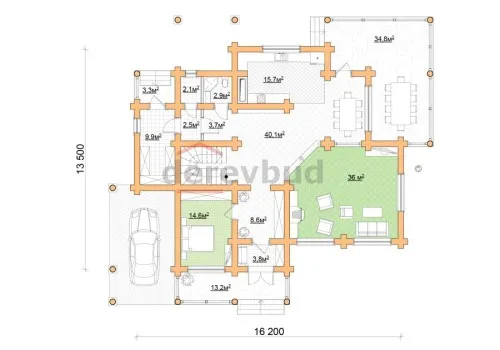 34.8м²
15.7м²
3.3м²
2.1м²
2.9м²
2.5м²
3.7м²
9.9м²
40.1м²
derevbud
36 м²
14.6м²
8.6м²
3.8м²
13.2м²
13 500
16 200